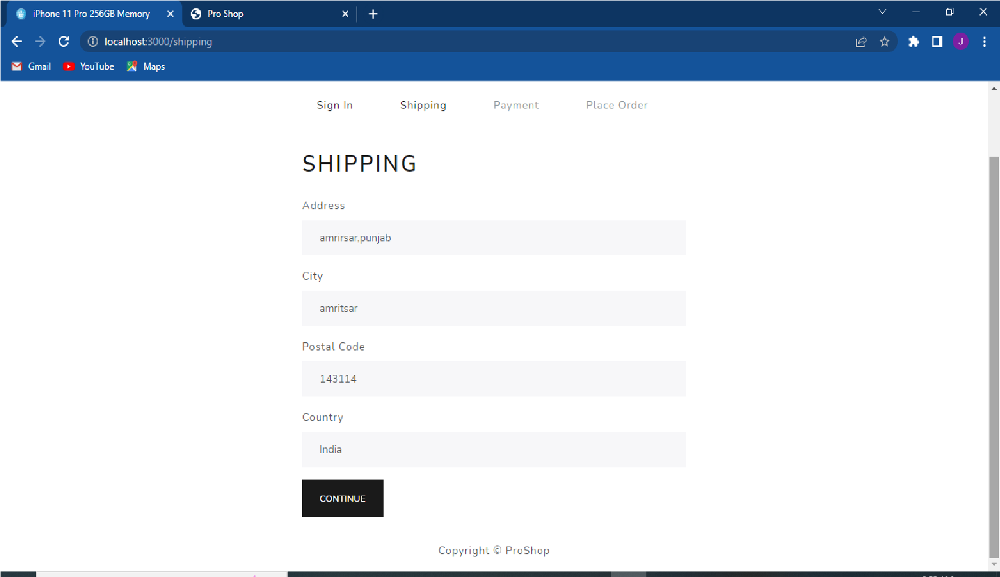 iPhone 11 Pro 256GB Memory
Pro Shop
localhost:3000/shipping
J
Gmail YouTube Maps
Sign In Shipping Payment Place Order
SHIPPING
Address
amrirsar,punjab
City
amritsar
Postal Code
143114
Country
India
CONTINUE
Copyright © ProShop